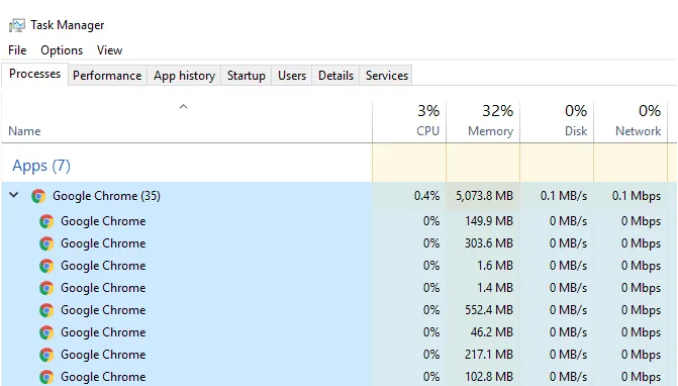 Task Manager
File Options View
Processes Performance App history Startup Users Details Services
3% 32% 0% 0%
Name CPU Memory Disk Network
Apps (7)
Google Chrome (35) 0.4% 5,073.8 MB 0.1 MB/s 0.1 Mbps
Google Chrome 0% 149.9 MB 0 MB/s 0 Mbps
Google Chrome 0% 303.6 MB 0 MB/s 0 Mbps
Google Chrome 0% 1.6 MB 0 MB/s 0 Mbps
Google Chrome 0% 1.4 MB 0 MB/s 0 Mbps
Google Chrome 0% 552.4 MB 0 MB/s 0 Mbps
Google Chrome 0% 46.2 MB 0 MB/s 0 Mbps
Google Chrome 0% 217.1 MB 0 MB/s 0 Mbps
Google Chrome 0% 102.8 MB 0 MB/s 0 Mbps